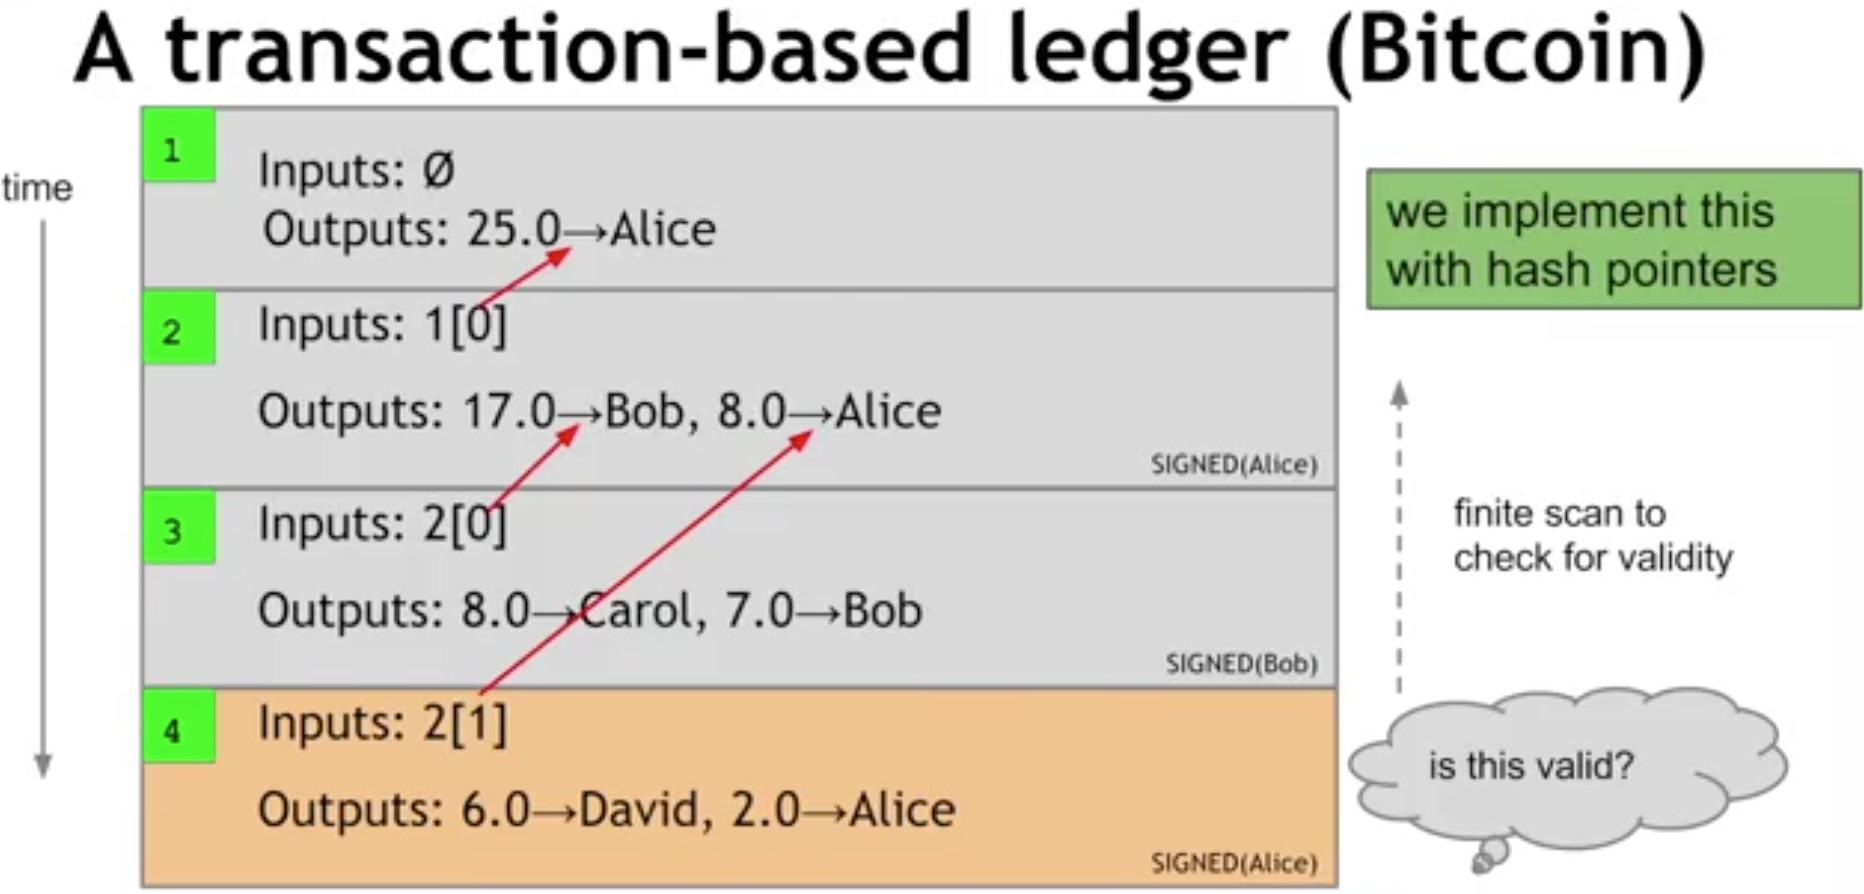 A transaction-based ledger (Bitcoin)
time
1
Inputs: Ø
Outputs: 25.0→Alice
2
Inputs: 1[0]
Outputs: 17.0→Bob, 8.0→Alice
SIGNED(Alice)
3
Inputs: 2[0]
Outputs: 8.0→Carol, 7.0→Bob
SIGNED(Bob)
4
Inputs: 2[1]
Outputs: 6.0→David, 2.0→Alice
SIGNED(Alice)
we implement this
with hash pointers
finite scan to
check for validity
is this valid?